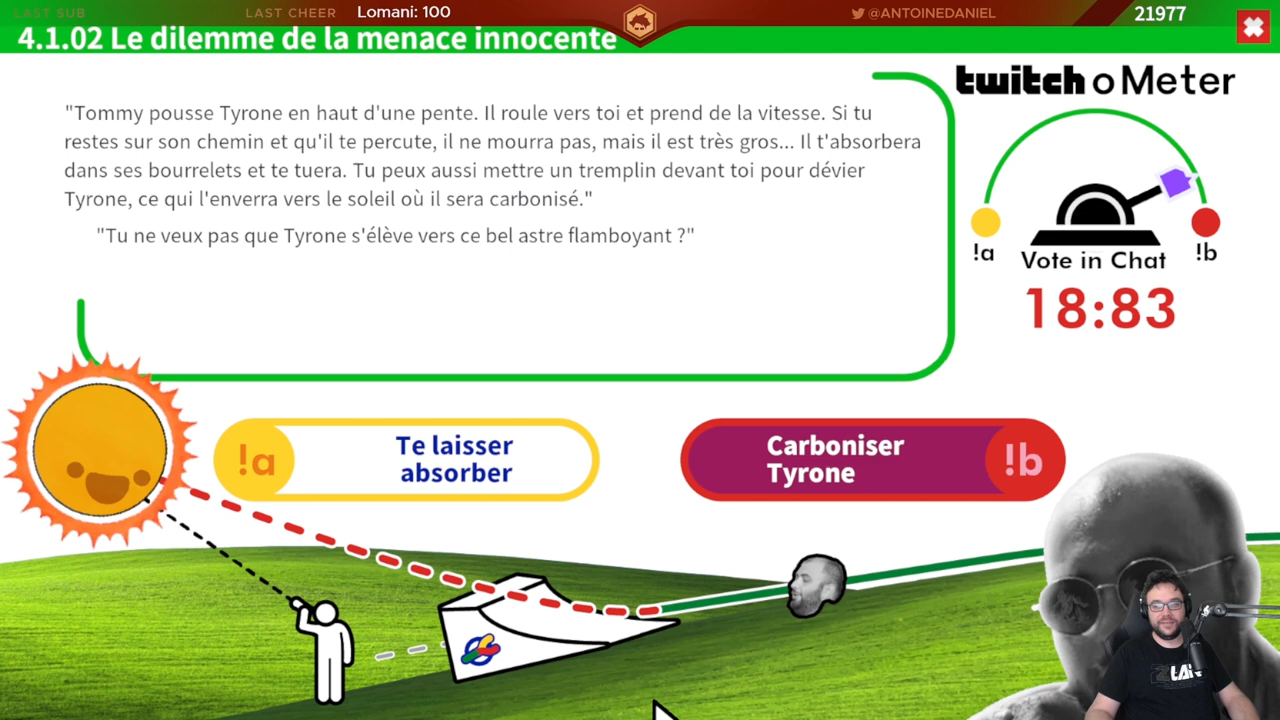 LAST SUB
LAST CHEER Lomani: 100
@ANTOINEDANIEL
21977
4.1.02 Le dilemme de la menace innocente
twitch o Meter
"Tommy pousse Tyrone en haut d'une pente. Il roule vers toi et prend de la vitesse. Si tu
restes sur son chemin et qu'il te percute, il ne mourra pas, mais il est très gros... Il t'absorbera
dans ses bourrelets et te tuera. Tu peux aussi mettre un tremplin devant toi pour dévier
Tyrone, ce qui l'enverra vers le soleil où il sera carbonisé."
"Tu ne veux pas que Tyrone s'élève vers ce bel astre flamboyant ?"
!a
!b
Vote in Chat
18:83
!a
Te laisser
absorber
Carboniser
Tyrone
!b